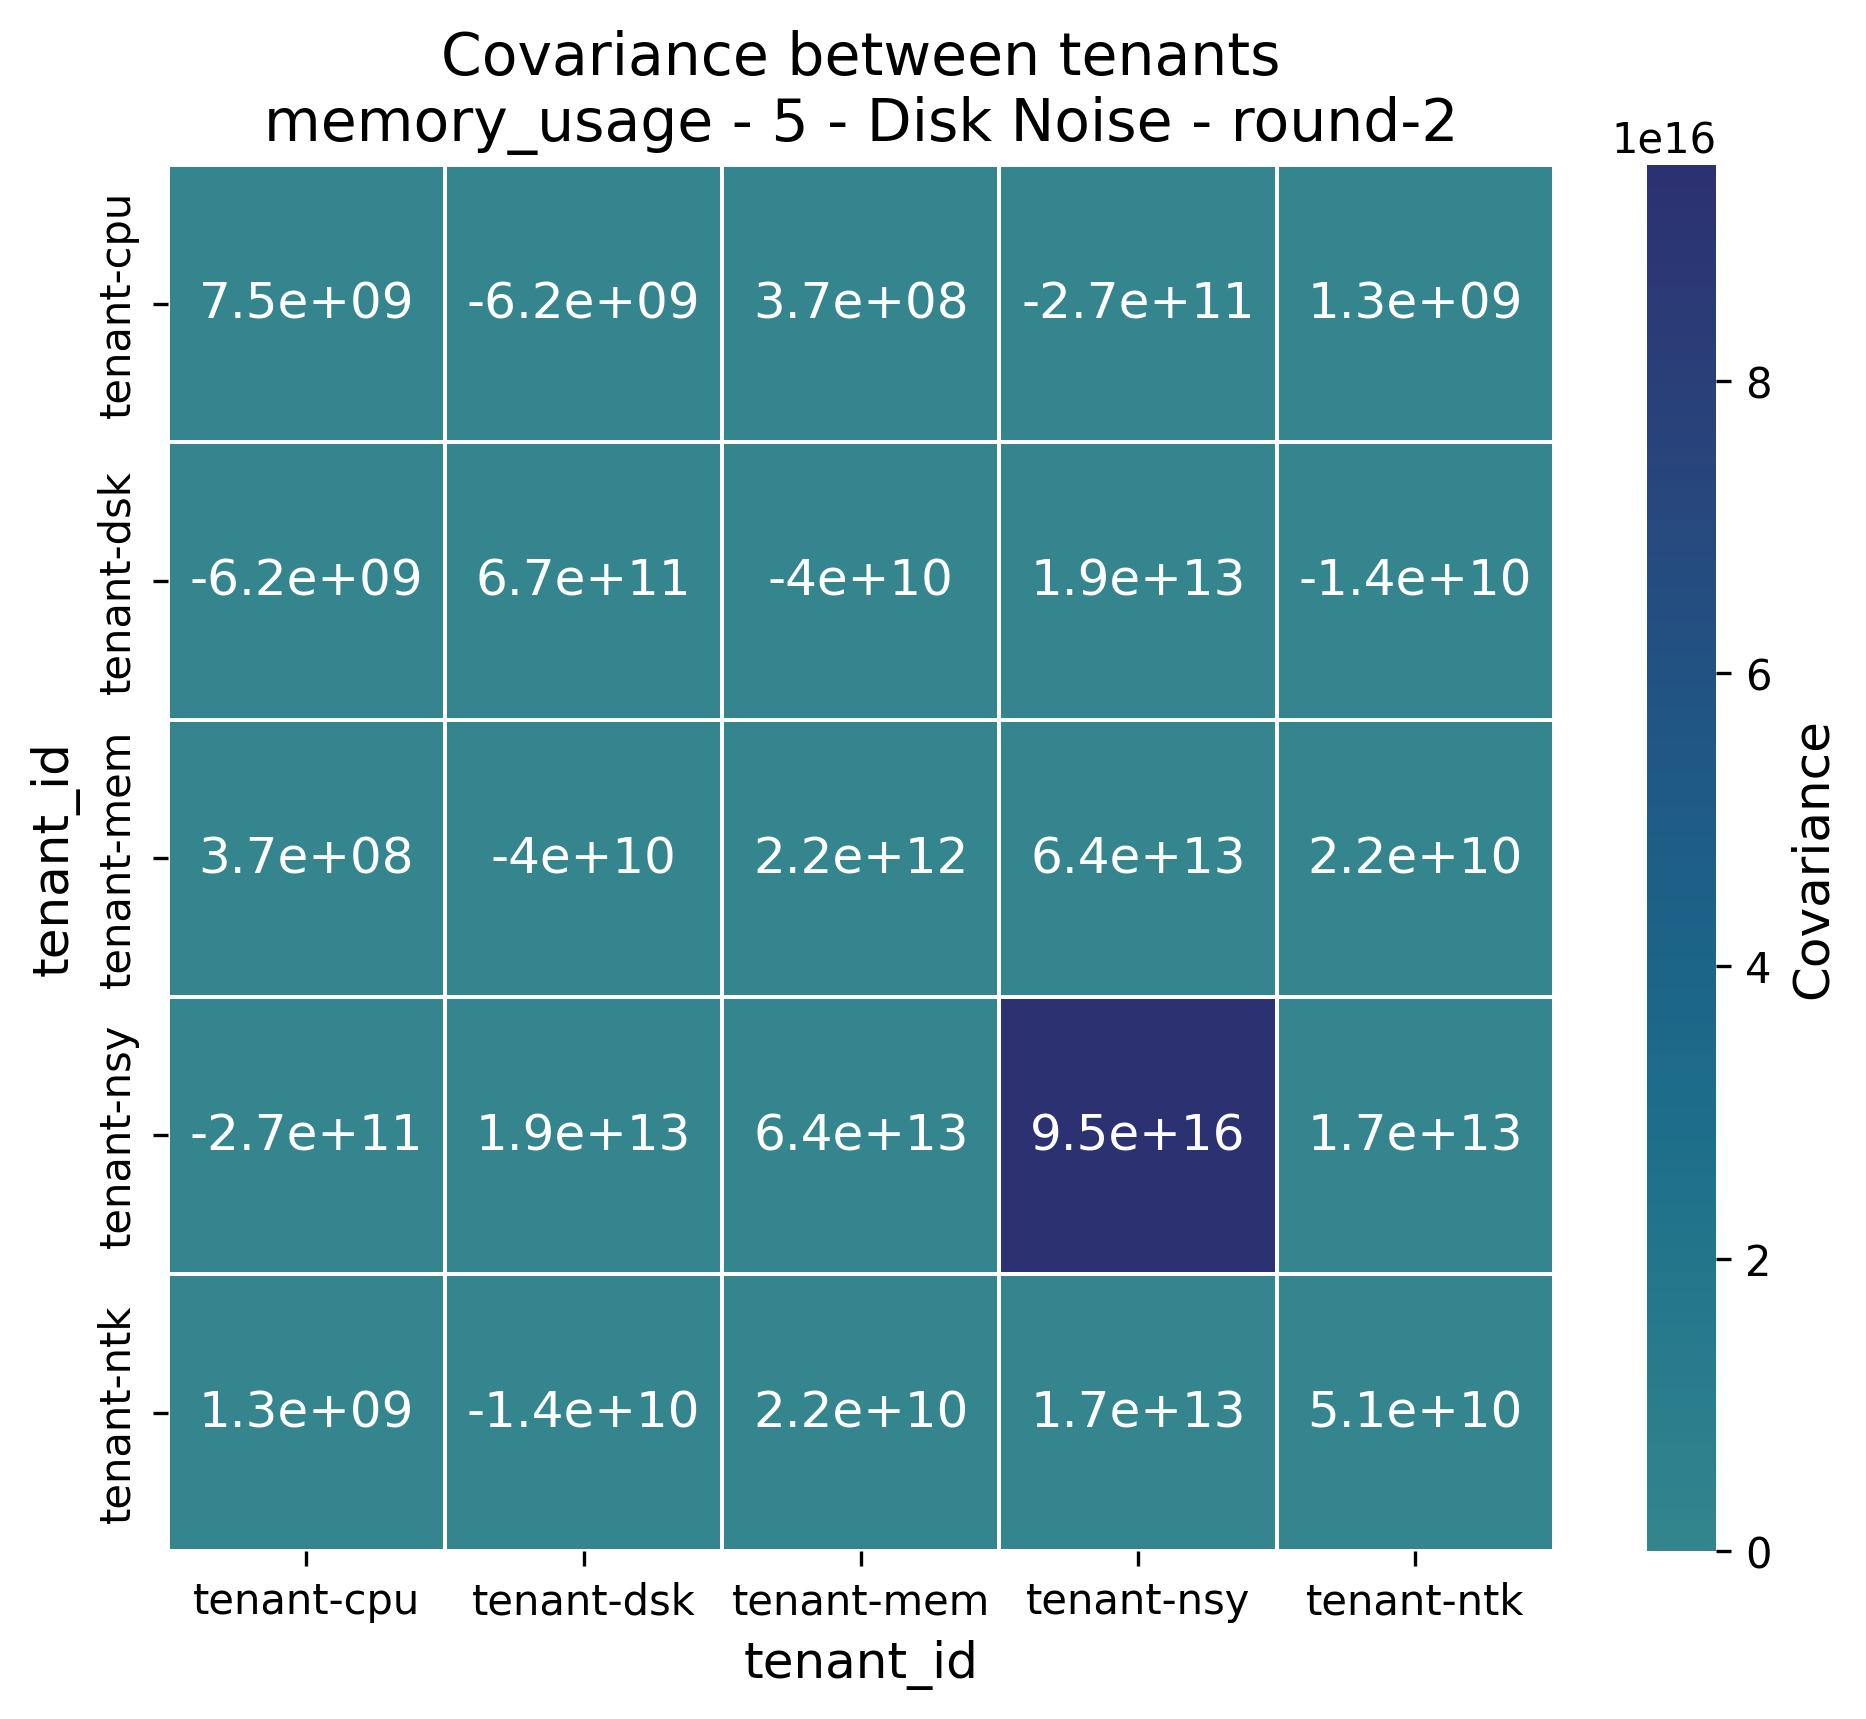 Covariance between tenants
memory_usage - 5 - Disk Noise - round-2
1e16
tenant-cpu
7.5e+09 -6.2e+09 3.7e+08 -2.7e+11 1.3e+09
8
tenant-dsk
-6.2e+09 6.7e+11 -4e+10 1.9e+13 -1.4e+10
6
tenant_id
tenant-mem
3.7e+08 -4e+10 2.2e+12 6.4e+13 2.2e+10
Covariance
4
tenant-nsy
-2.7e+11 1.9e+13 6.4e+13 9.5e+16 1.7e+13
2
tenant-ntk
1.3e+09 -1.4e+10 2.2e+10 1.7e+13 5.1e+10
0
tenant-cpu tenant-dsk tenant-mem tenant-nsy tenant-ntk
tenant_id